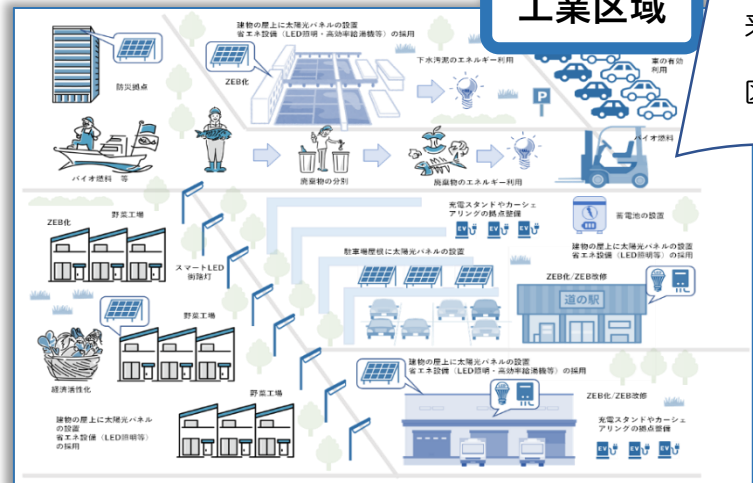 工業区域
建物の屋上に太陽光パネルの設置
省エネ設備（LED照明・高効率給湯機等）の採用
下水汚泥のエネルギー利用
車の有効
利用
防災拠点
ZEB化
P
バイオ燃料
バイオ燃料 等
廃棄物の分別
廃棄物のエネルギー利用
充電スタンドやカーシェ
アリングの拠点整備
EV EV EV
蓄電池の設置
ZEB化
野菜工場
建物の屋上に太陽光パネルの設置
省エネ設備（LED照明等）の採用
駐車場屋根に太陽光パネルの設置
スマートLED
街路灯
ZEB化/ZEB改修
道の駅
野菜工場
建物の屋上に太陽光パネルの設置
省エネ設備（LED照明・高効率給湯機等）の採用
経済活性化
野菜工場
ZEB化/ZEB改修
建物の屋上に太陽光パネル
の設置
省エネ設備（LED照明等）
の採用
充電スタンドやカーシェ
アリングの拠点整備
EV EV EV